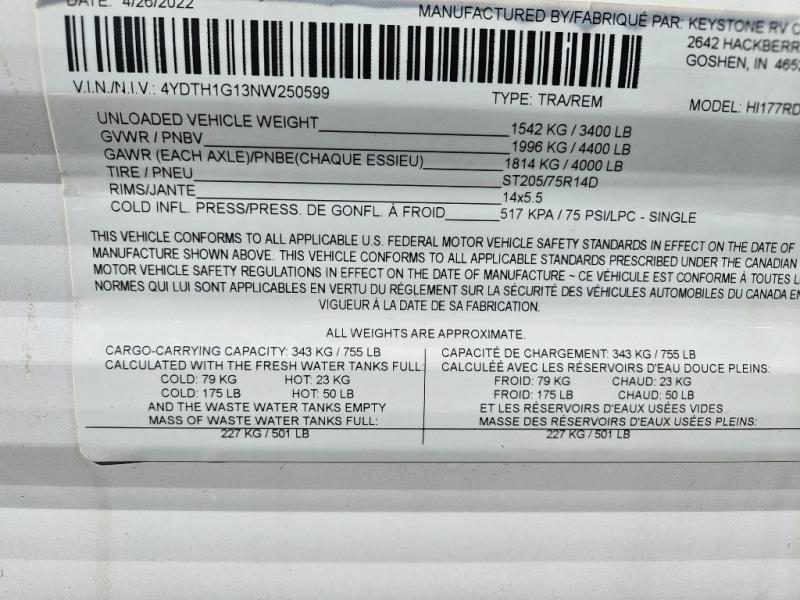 DATE: 4/26/2022
MANUFACTURED BY/FABRIQUÉ PAR: KEYSTONE RV
2642
GOSHEN, IN
V.I.N./N.I.V.: 4YDTH1G13NW250599
TYPE: TRA/REM
MODEL: HI177RD
UNLOADED VEHICLE WEIGHT 1542 KG / 3400 LB
GVWR / PNBV 1996 KG / 4400 LB
GAWR (EACH AXLE)/PNBE(CHAQUE ESSIEU) 1814 KG / 4000 LB
TIRE / PNEU ST205/75R14D
RIMS/JANTE 14x5.5
COLD INFL. PRESS/PRESS. DE GONFL. À FROID 517 KPA / 75 PSI/LPC - SINGLE
THIS VEHICLE CONFORMS TO ALL APPLICABLE U.S. FEDERAL MOTOR VEHICLE SAFETY STANDARDS IN EFFECT ON THE DATE OF
MANUFACTURE SHOWN ABOVE. THIS VEHICLE CONFORMS TO ALL APPLICABLE STANDARDS PRESCRIBED UNDER THE CANADIAN
MOTOR VEHICLE SAFETY REGULATIONS IN EFFECT ON THE DATE OF MANUFACTURE ~ CE VÉHICULE EST CONFORME À TOUTES
NORMES QUI LUI SONT APPLICABLES EN VERTU DU RÉGLEMENT SUR LA SÉCURITÉ DES VÉHICULES AUTOMOBILES DU CANADA EN
VIGUEUR À LA DATE DE SA FABRICATION.
ALL WEIGHTS ARE APPROXIMATE.
CARGO-CARRYING CAPACITY: 343 KG / 755 LB
CALCULATED WITH THE FRESH WATER TANKS FULL:
COLD: 79 KG HOT: 23 KG
COLD: 175 LB HOT: 50 LB
AND THE WASTE WATER TANKS EMPTY
MASS OF WASTE WATER TANKS FULL:
227 KG / 501 LB
CAPACITÉ DE CHARGEMENT: 343 KG / 755 LB
CALCULÉE AVEC LES RÉSERVOIRS D'EAU DOUCE PLEINS:
FROID: 79 KG CHAUD: 23 KG
FROID: 175 LB CHAUD: 50 LB
ET LES RÉSERVOIRS D'EAUX USÉES VIDES
MASSE DES RÉSERVOIRS D'EAUX USÉES PLEINS:
227 KG / 501 LB